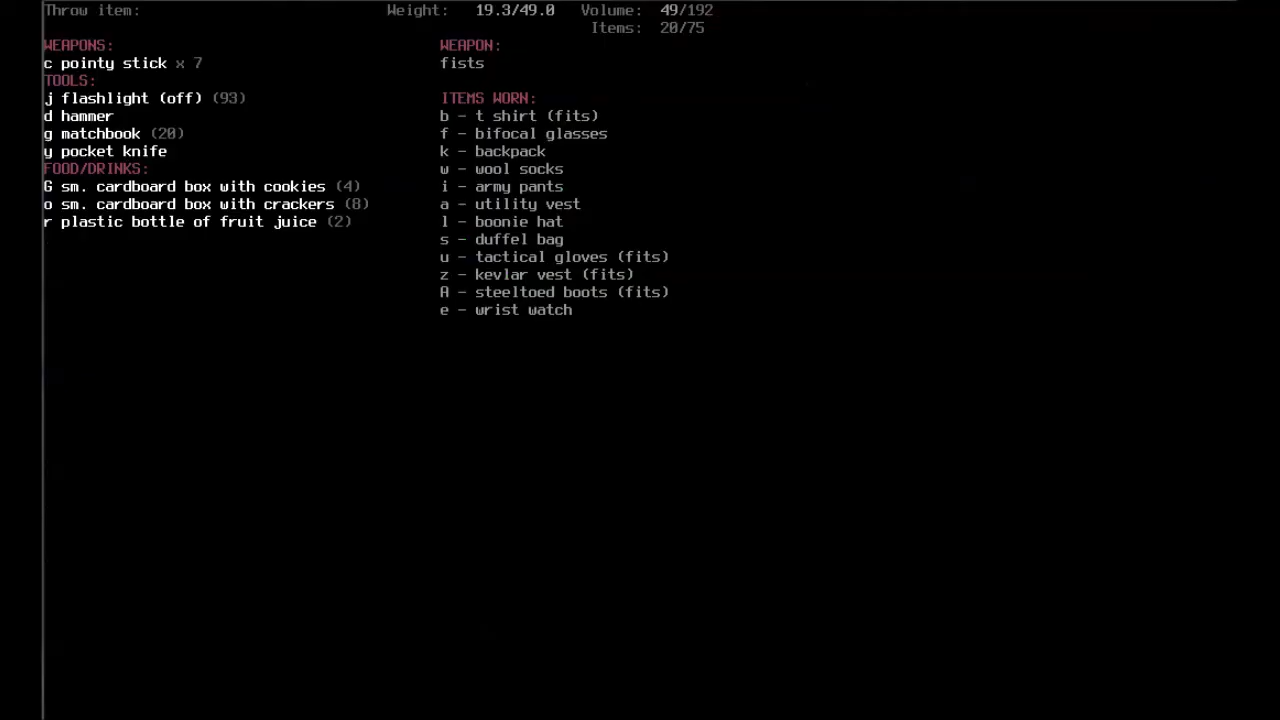 Throw item: Weight: 19.3/49.0 Volume: 49/192
Items: 20/75
WEAPONS:
c pointy stick x 7
TOOLS:
j flashlight (off) (93)
d hammer
g matchbook (20)
y pocket knife
FOOD/DRINKS:
G sm. cardboard box with cookies (4)
o sm. cardboard box with crackers (8)
r plastic bottle of fruit juice (2)
WEAPON:
fists
ITEMS WORN:
b - t shirt (fits)
f - bifocal glasses
k - backpack
w - wool socks
i - army pants
a - utility vest
l - boonie hat
s - duffel bag
u - tactical gloves (fits)
z - kevlar vest (fits)
A - steeltoed boots (fits)
e - wrist watch